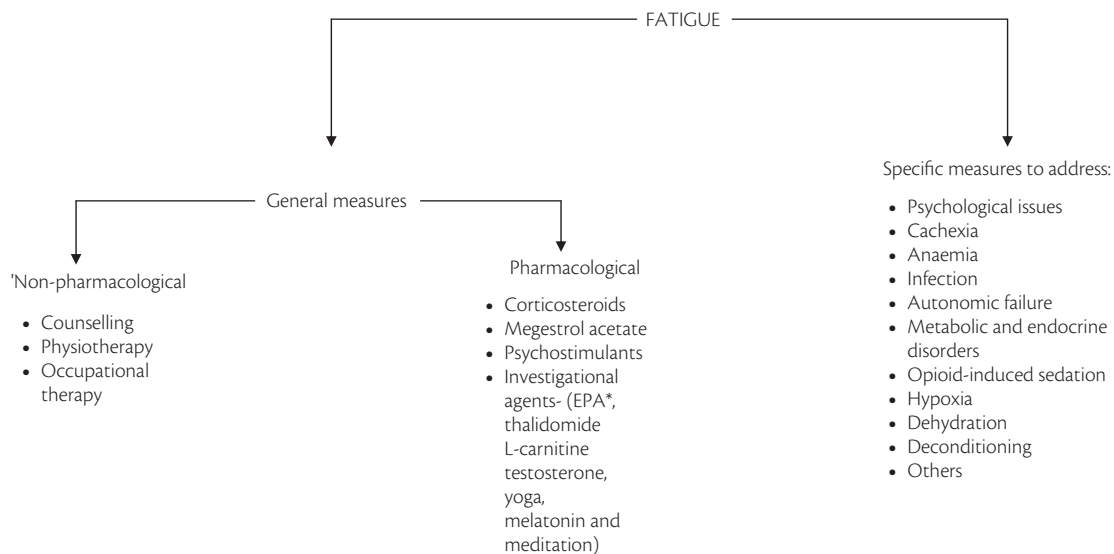 FATIGUE
General measures
'Non-pharmacological
• Counselling
• Physiotherapy
• Occupational
therapy
Pharmacological
• Corticosteroids
• Megestrol acetate
• Psychostimulants
• Investigational
agents- (EPA*,
thalidomide
L-carnitine
testosterone,
yoga,
melatonin and
meditation)
Specific measures to address:
• Psychological issues
• Cachexia
• Anaemia
• Infection
• Autonomic failure
• Metabolic and endocrine
disorders
• Opioid-induced sedation
• Hypoxia
• Dehydration
• Deconditioning
• Others